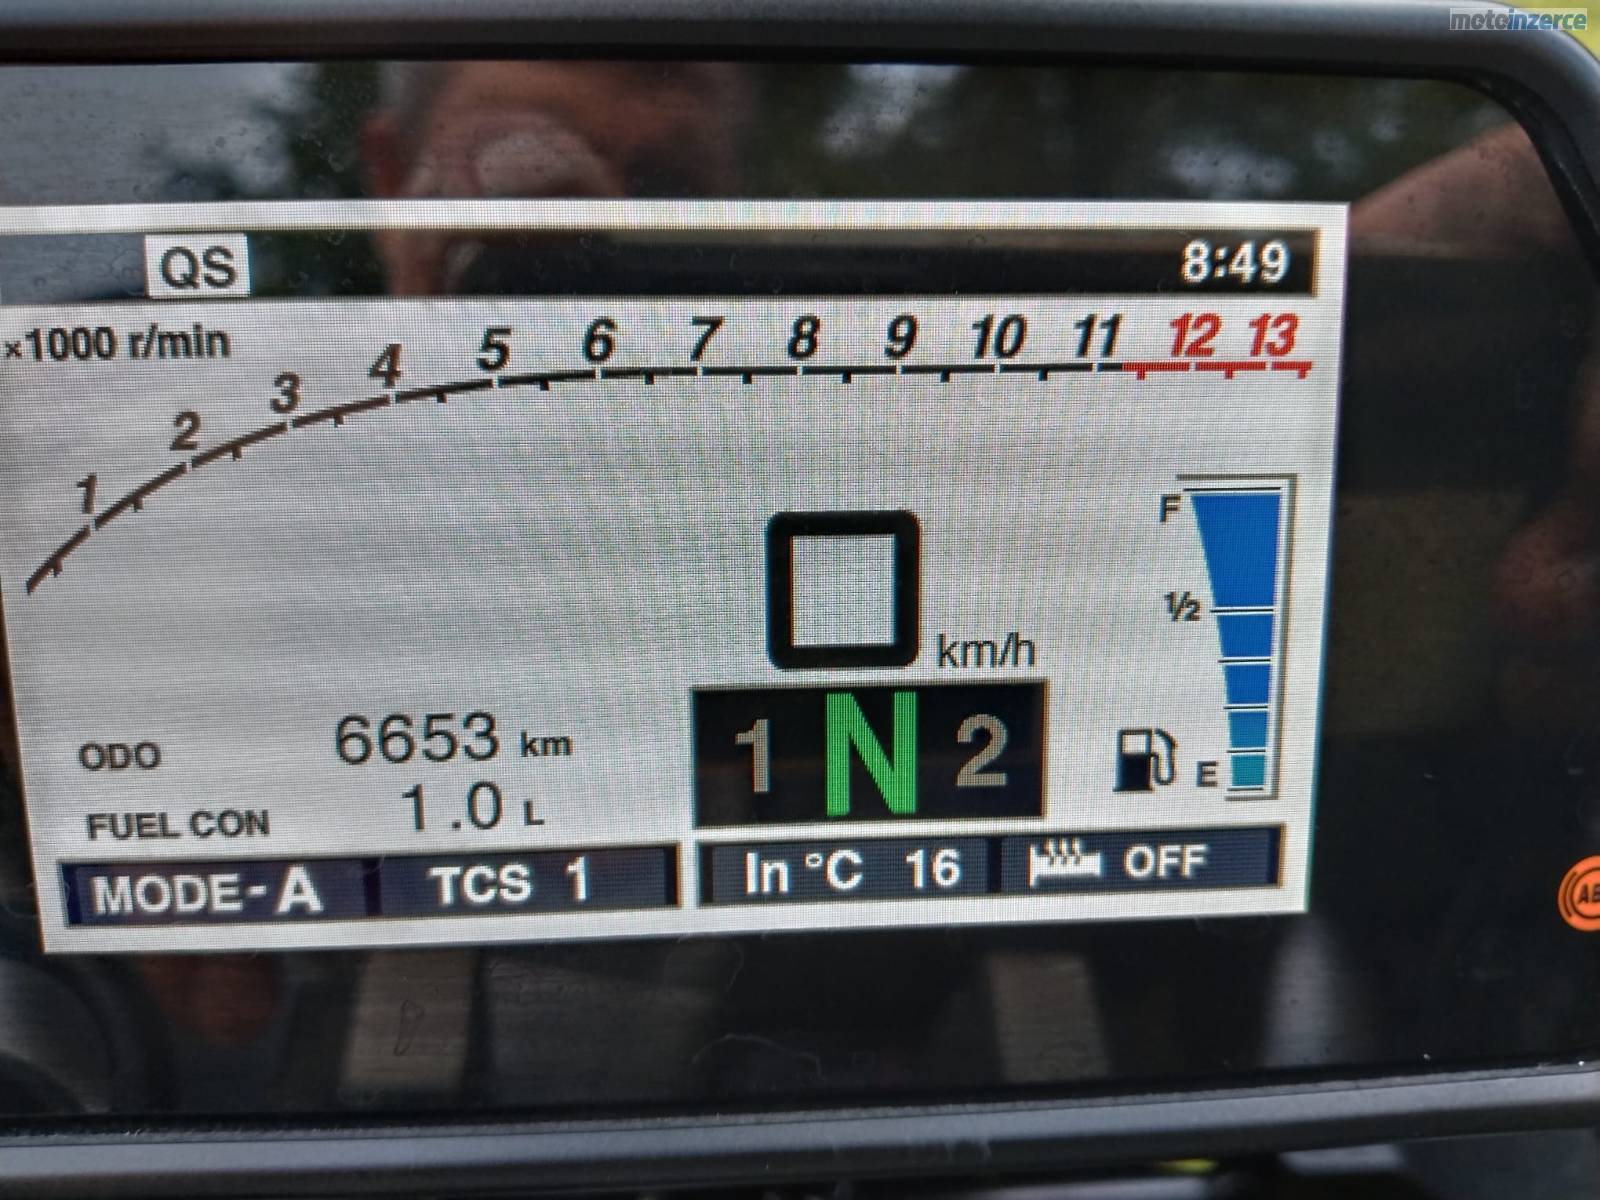 motoinzerce
QS
8:49
×1000 r/min
1 2 3 4 5 6 7 8 9 10 11 12 13
F
1/2
E
0 km/h
1 N 2
ODO 6653 km
FUEL CON 1.0 L
MODE-A TCS 1 In °C 16 OFF